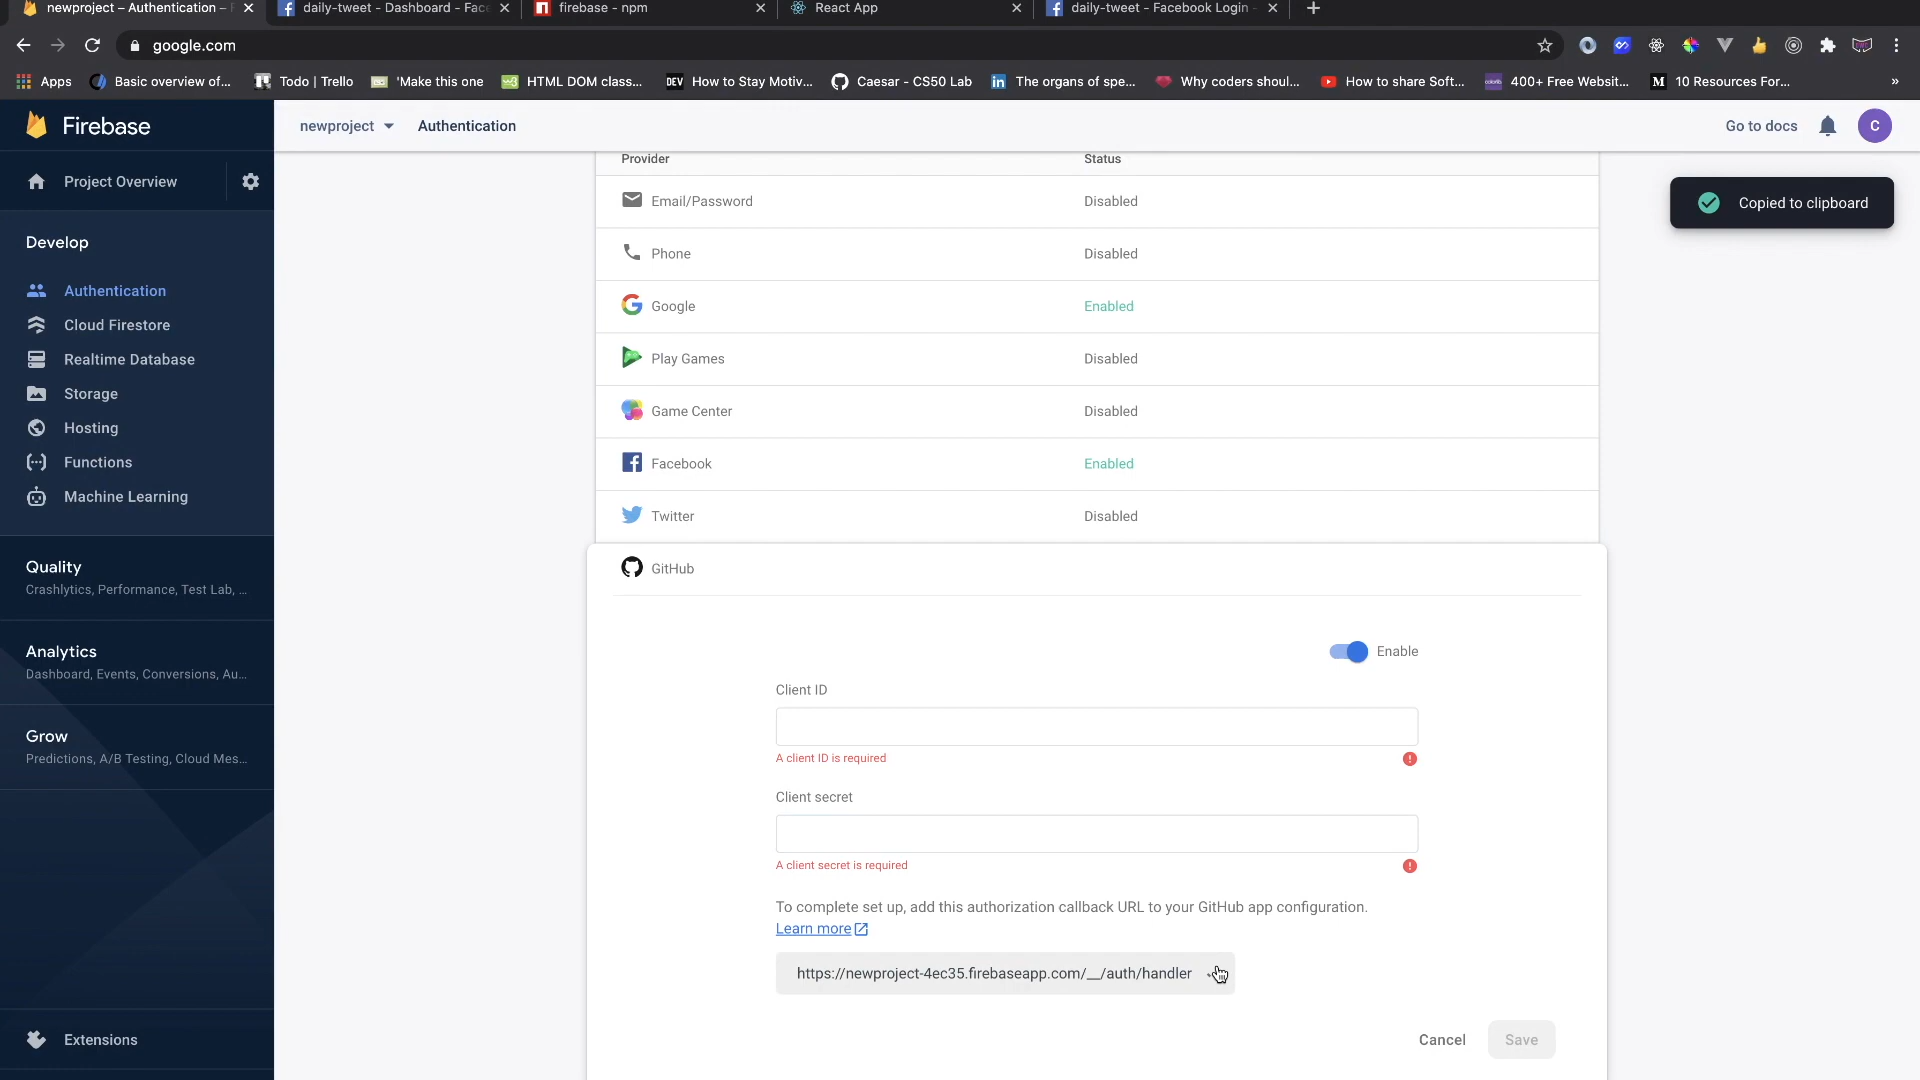 newproject – Authentication –
daily-tweet - Dashboard - Face
firebase - npm
React App
daily-tweet - Facebook Login -
google.com
Apps
Basic overview of...
Todo | Trello
'Make this one
HTML DOM class...
How to Stay Motiv...
Caesar - CS50 Lab
The organs of spe...
Why coders shoul...
How to share Soft...
400+ Free Websit...
10 Resources For...
»
Firebase
newproject
Authentication
Go to docs
C
Project Overview
Provider
Status
Copied to clipboard
Email/Password
Disabled
Phone
Disabled
Google
Enabled
Play Games
Disabled
Game Center
Disabled
Facebook
Enabled
Twitter
Disabled
GitHub
Enable
Client ID
A client ID is required
Client secret
A client secret is required
To complete set up, add this authorization callback URL to your GitHub app configuration.
Learn more
https://newproject-4ec35.firebaseapp.com/__/auth/handler
Cancel
Save
Develop
Authentication
Cloud Firestore
Realtime Database
Storage
Hosting
Functions
Machine Learning
Quality
Crashlytics, Performance, Test Lab, ...
Analytics
Dashboard, Events, Conversions, Au...
Grow
Predictions, A/B Testing, Cloud Mes...
Extensions